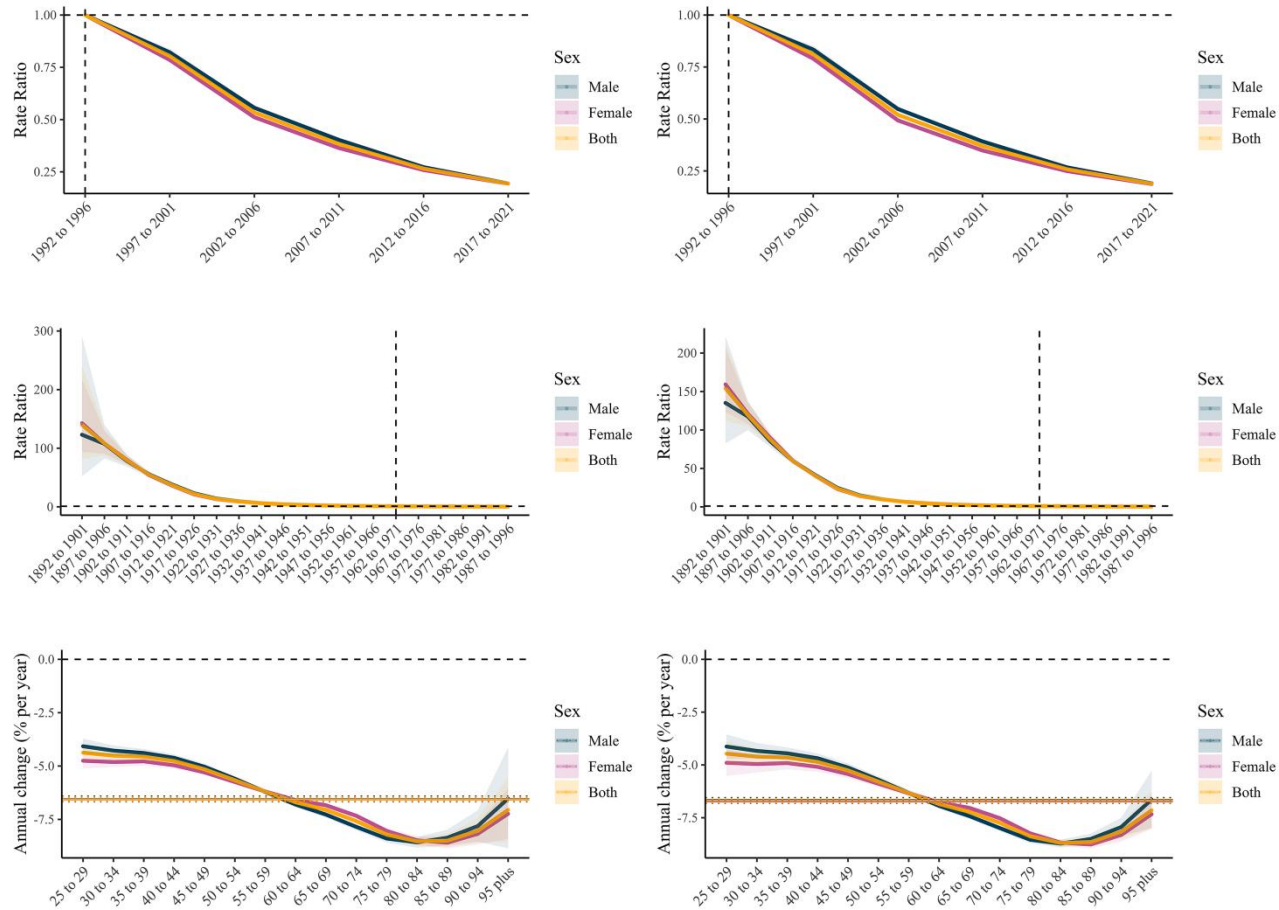 1.00
0.75
0.50
0.25
Rate Ratio
1992 to 1996
1997 to 2001
2002 to 2006
2007 to 2011
2012 to 2016
2017 to 2021
Sex
Male
Female
Both
1.00
0.75
0.50
0.25
Rate Ratio
1992 to 1996
1997 to 2001
2002 to 2006
2007 to 2011
2012 to 2016
2017 to 2021
Sex
Male
Female
Both
300
200
100
0
Rate Ratio
1892 to 1901
1897 to 1906
1902 to 1911
1907 to 1916
1912 to 1921
1917 to 1926
1922 to 1931
1927 to 1936
1932 to 1941
1937 to 1946
1942 to 1951
1947 to 1956
1952 to 1961
1957 to 1966
1962 to 1971
1967 to 1976
1972 to 1981
1977 to 1986
1982 to 1991
1987 to 1996
Sex
Male
Female
Both
200
150
100
50
0
Rate Ratio
1892 to 1901
1897 to 1906
1902 to 1911
1907 to 1916
1912 to 1921
1917 to 1926
1922 to 1931
1927 to 1936
1932 to 1941
1937 to 1946
1942 to 1951
1947 to 1956
1952 to 1961
1957 to 1966
1962 to 1971
1967 to 1976
1972 to 1981
1977 to 1986
1982 to 1991
1987 to 1996
Sex
Male
Female
Both
0.0
-2.5
-5.0
-7.5
Annual change (% per year)
25 to 29
30 to 34
35 to 39
40 to 44
45 to 49
50 to 54
55 to 59
60 to 64
65 to 69
70 to 74
75 to 79
80 to 84
85 to 89
90 to 94
95 plus
Sex
Male
Female
Both
0.0
-2.5
-5.0
-7.5
Annual change (% per year)
25 to 29
30 to 34
35 to 39
40 to 44
45 to 49
50 to 54
55 to 59
60 to 64
65 to 69
70 to 74
75 to 79
80 to 84
85 to 89
90 to 94
95 plus
Sex
Male
Female
Both